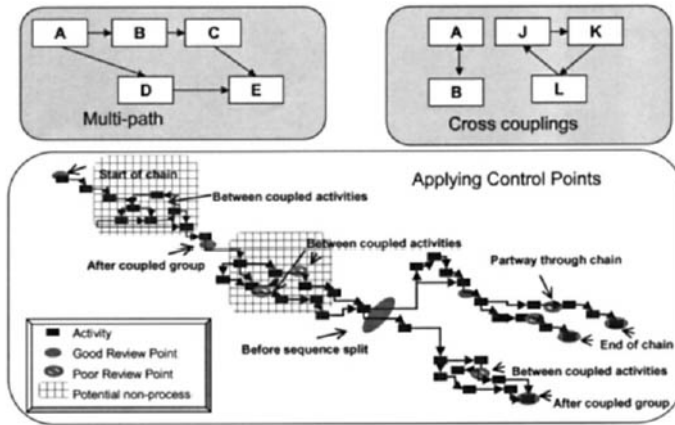 A
B
C
D
E
Multi-path
A
J
K
B
L
Cross couplings
Applying Control Points
Start of chain
Between coupled activities
After coupled group
Between coupled activities
Partway through chain
Before sequence split
End of chain
Between coupled activities
After coupled group
Activity
Good Review Point
Poor Review Point
Potential non-process